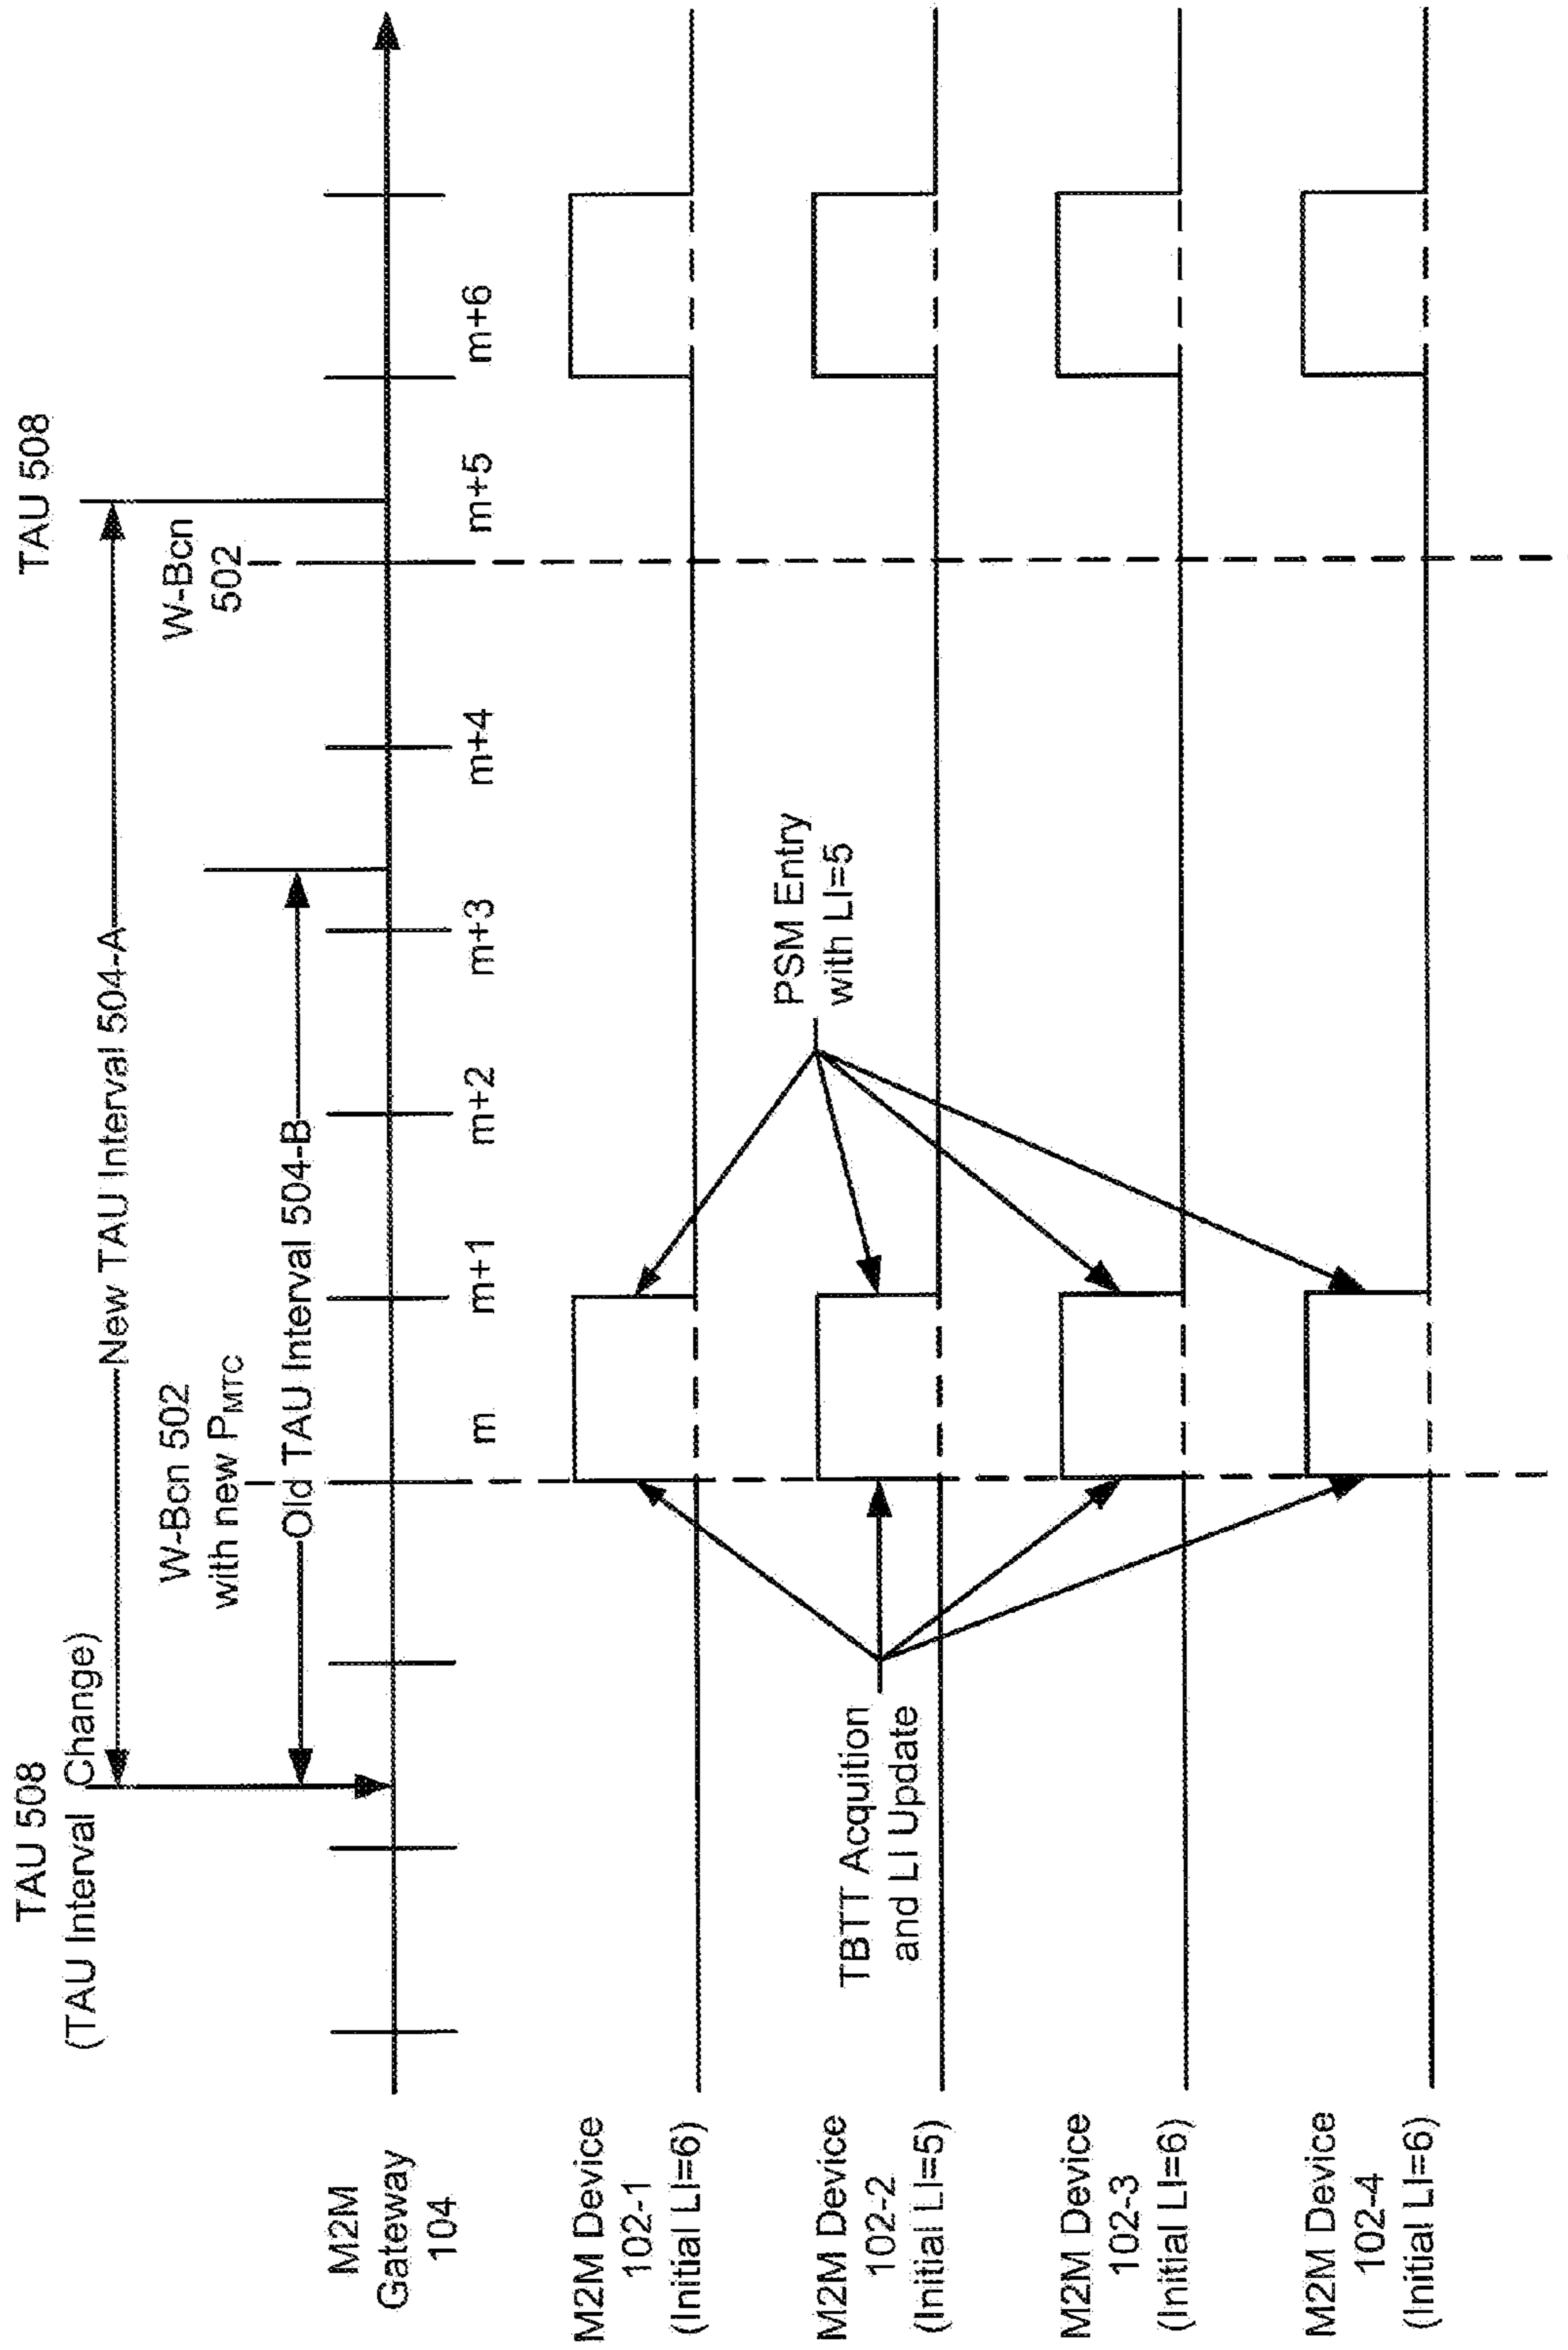 TAU 508
(TAU Interval Change)
TAU 508
New TAU Interval 504-A
W-Bcn 502
with new PMTC
W-Bcn
502
Old TAU Interval 504-B
M2M
Gateway
104
m
m+1
m+2
m+3
m+4
m+5
m+6
M2M Device
102-1
(Initial LI=6)
PSM Entry
with LI=5
M2M Device
102-2
(Initial LI=5)
TBTT Acquition
and LI Update
M2M Device
102-3
(Initial LI=6)
M2M Device
102-4
(Initial LI=6)